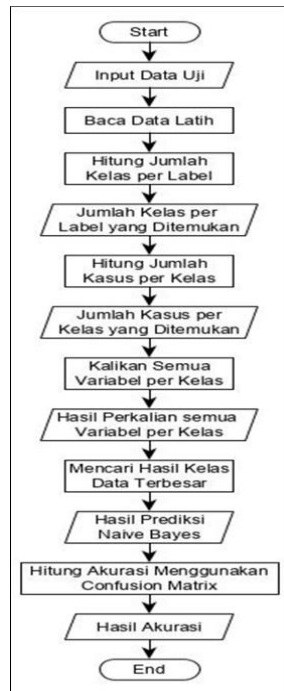 Start
Input Data Uji
Baca Data Latih
Hitung Jumlah
Kelas per Label
Jumlah Kelas per
Label yang Ditemukan
Hitung Jumlah
Kasus per Kelas
Jumlah Kasus per
Kelas yang Ditemukan
Kalikan Semua
Variabel per Kelas
Hasil Perkalian semua
Variabel per Kelas
Mencari Hasil Kelas
Data Terbesar
Hasil Prediksi
Naive Bayes
Hitung Akurasi Menggunakan
Confusion Matrix
Hasil Akurasi
End